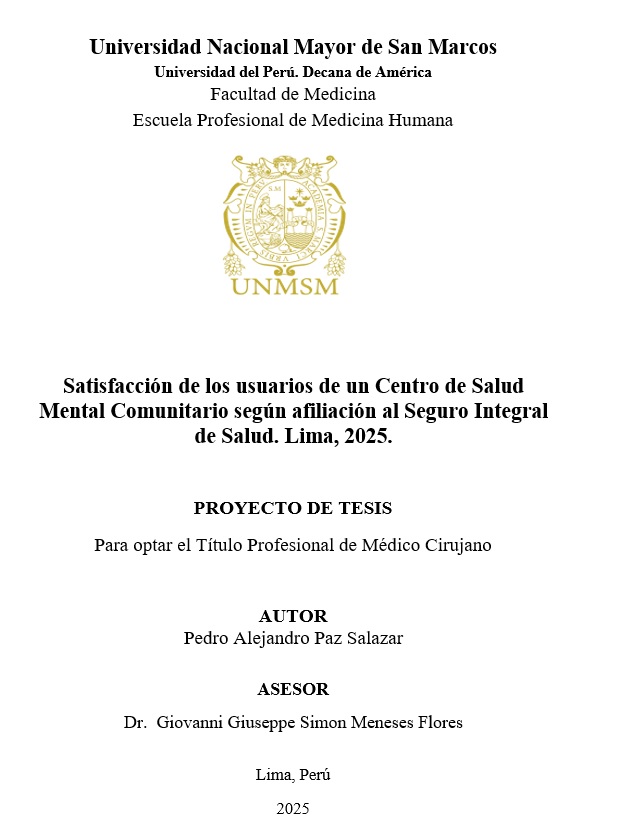 Universidad Nacional Mayor de San Marcos
Universidad del Perú. Decana de América
Facultad de Medicina
Escuela Profesional de Medicina Humana
UNMSM
Satisfacción de los usuarios de un Centro de Salud
Mental Comunitario según afiliación al Seguro Integral
de Salud. Lima, 2025.
PROYECTO DE TESIS
Para optar el Título Profesional de Médico Cirujano
AUTOR
Pedro Alejandro Paz Salazar
ASESOR
Dr. Giovanni Giuseppe Simon Meneses Flores
Lima, Perú
2025